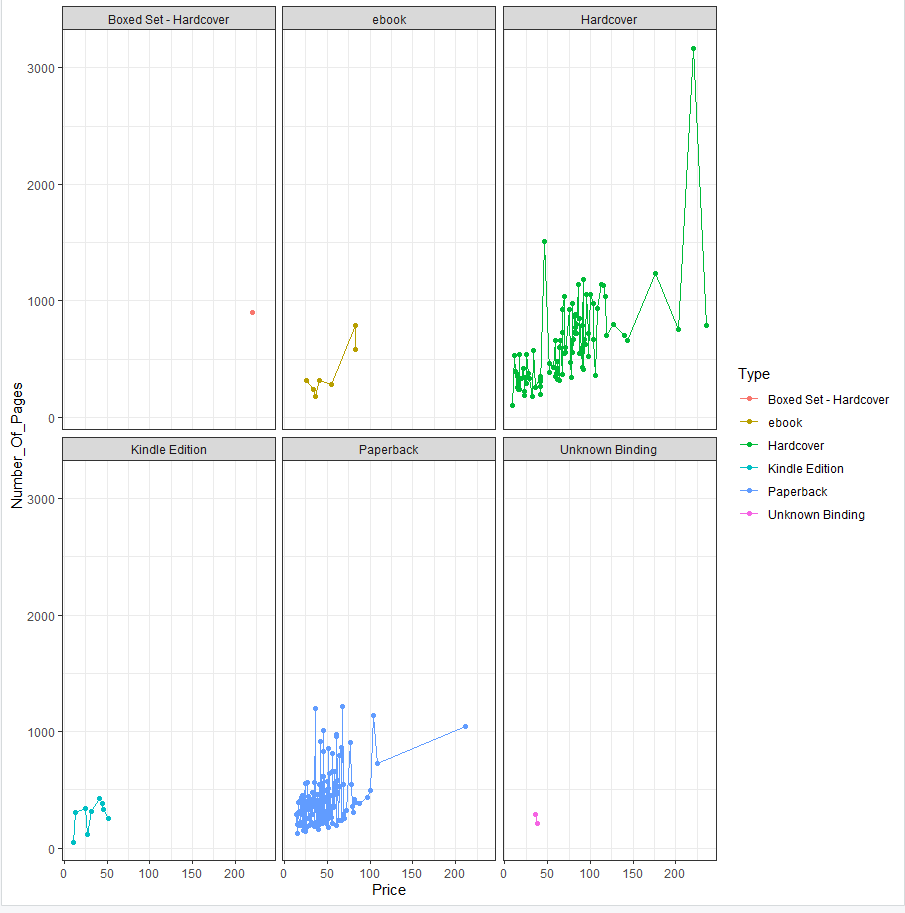 Boxed Set - Hardcover
ebook
Hardcover
3000
2000
1000
0
Kindle Edition
Paperback
Unknown Binding
3000
2000
1000
0
0 50 100 150 200
0 50 100 150 200
0 50 100 150 200
Price
Number_Of_Pages
Type
Boxed Set - Hardcover
ebook
Hardcover
Kindle Edition
Paperback
Unknown Binding